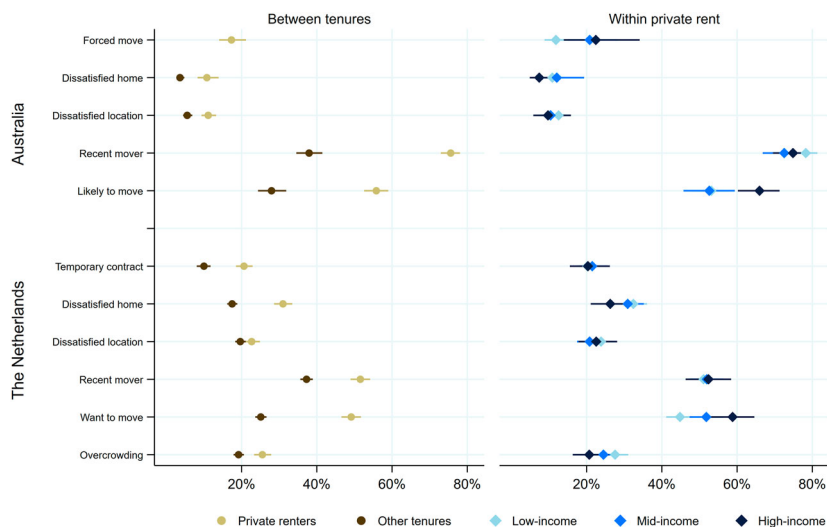 Between tenures
Within private rent
Australia
Forced move
Dissatisfied home
Dissatisfied location
Recent mover
Likely to move
The Netherlands
Temporary contract
Dissatisfied home
Dissatisfied location
Recent mover
Want to move
Overcrowding
20% 40% 60% 80%
20% 40% 60% 80%
Private renters Other tenures Low-income Mid-income High-income